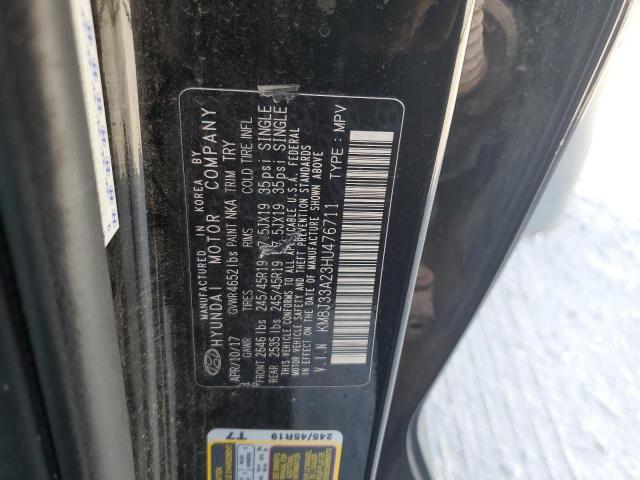 MANUFACTURED IN KOREA BY
HYUNDAI MOTOR COMPANY
APR/10/17 GVWR 4652 lbs PAINT NKA TRIM TRY
GAWR TIRES RIMS COLD TIRE INFL
FRONT 2646 lbs 245/45R19 7.5JX19 35psi SINGLE
REAR 2535 lbs 245/45R19 7.5JX19 35psi SINGLE
THIS VEHICLE CONFORMS TO ALL APPLICABLE U.S.A. FEDERAL
MOTOR VEHICLE SAFETY AND THEFT PREVENTION STANDARDS
IN EFFECT ON THE DATE OF MANUFACTURE SHOWN ABOVE
V.I.N KM8J33A23HU476711 TYPE : MPV
T7
245/45R19